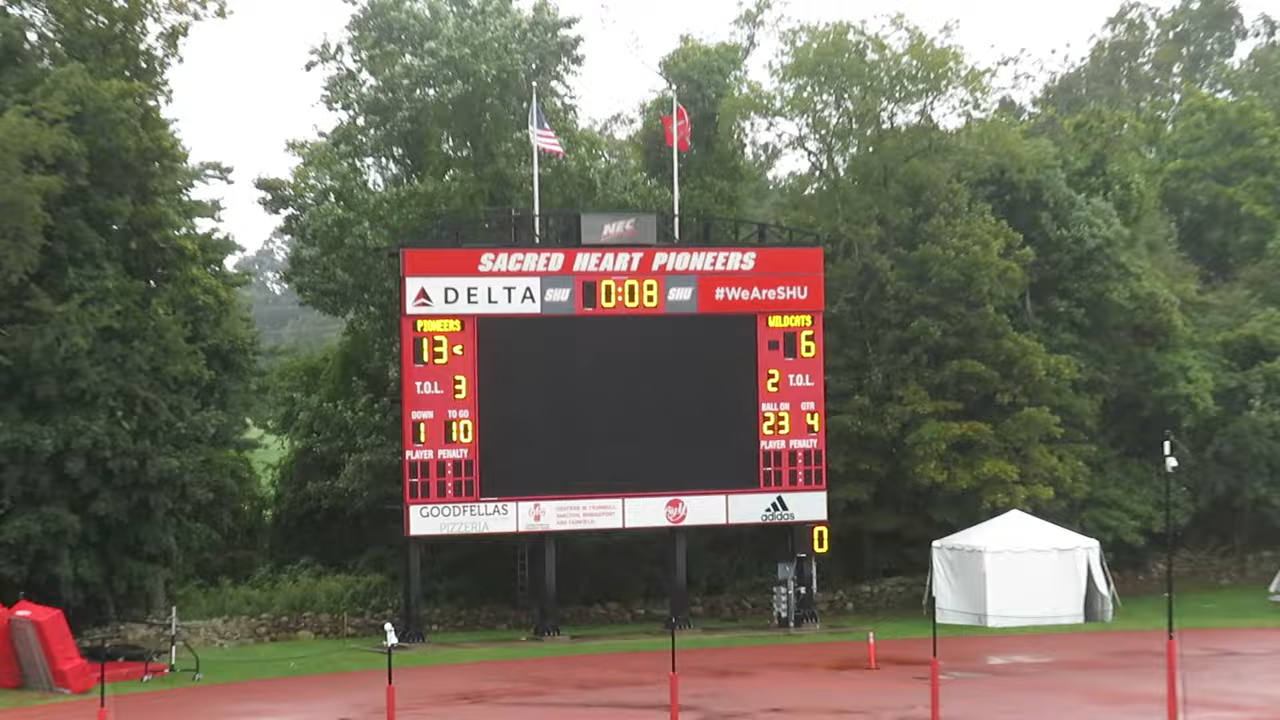 NEC
SACRED HEART PIONEERS
DELTA SHU 0:08 SHU #WeAreSHU
PIONEERS
13 <
T.O.L. 3
DOWN TO GO
1 10
PLAYER PENALTY
WILDCATS
6
2 T.O.L.
BALL ON QTR
23 4
PLAYER PENALTY
GOODFELLAS
PIZZERIA
adidas
0